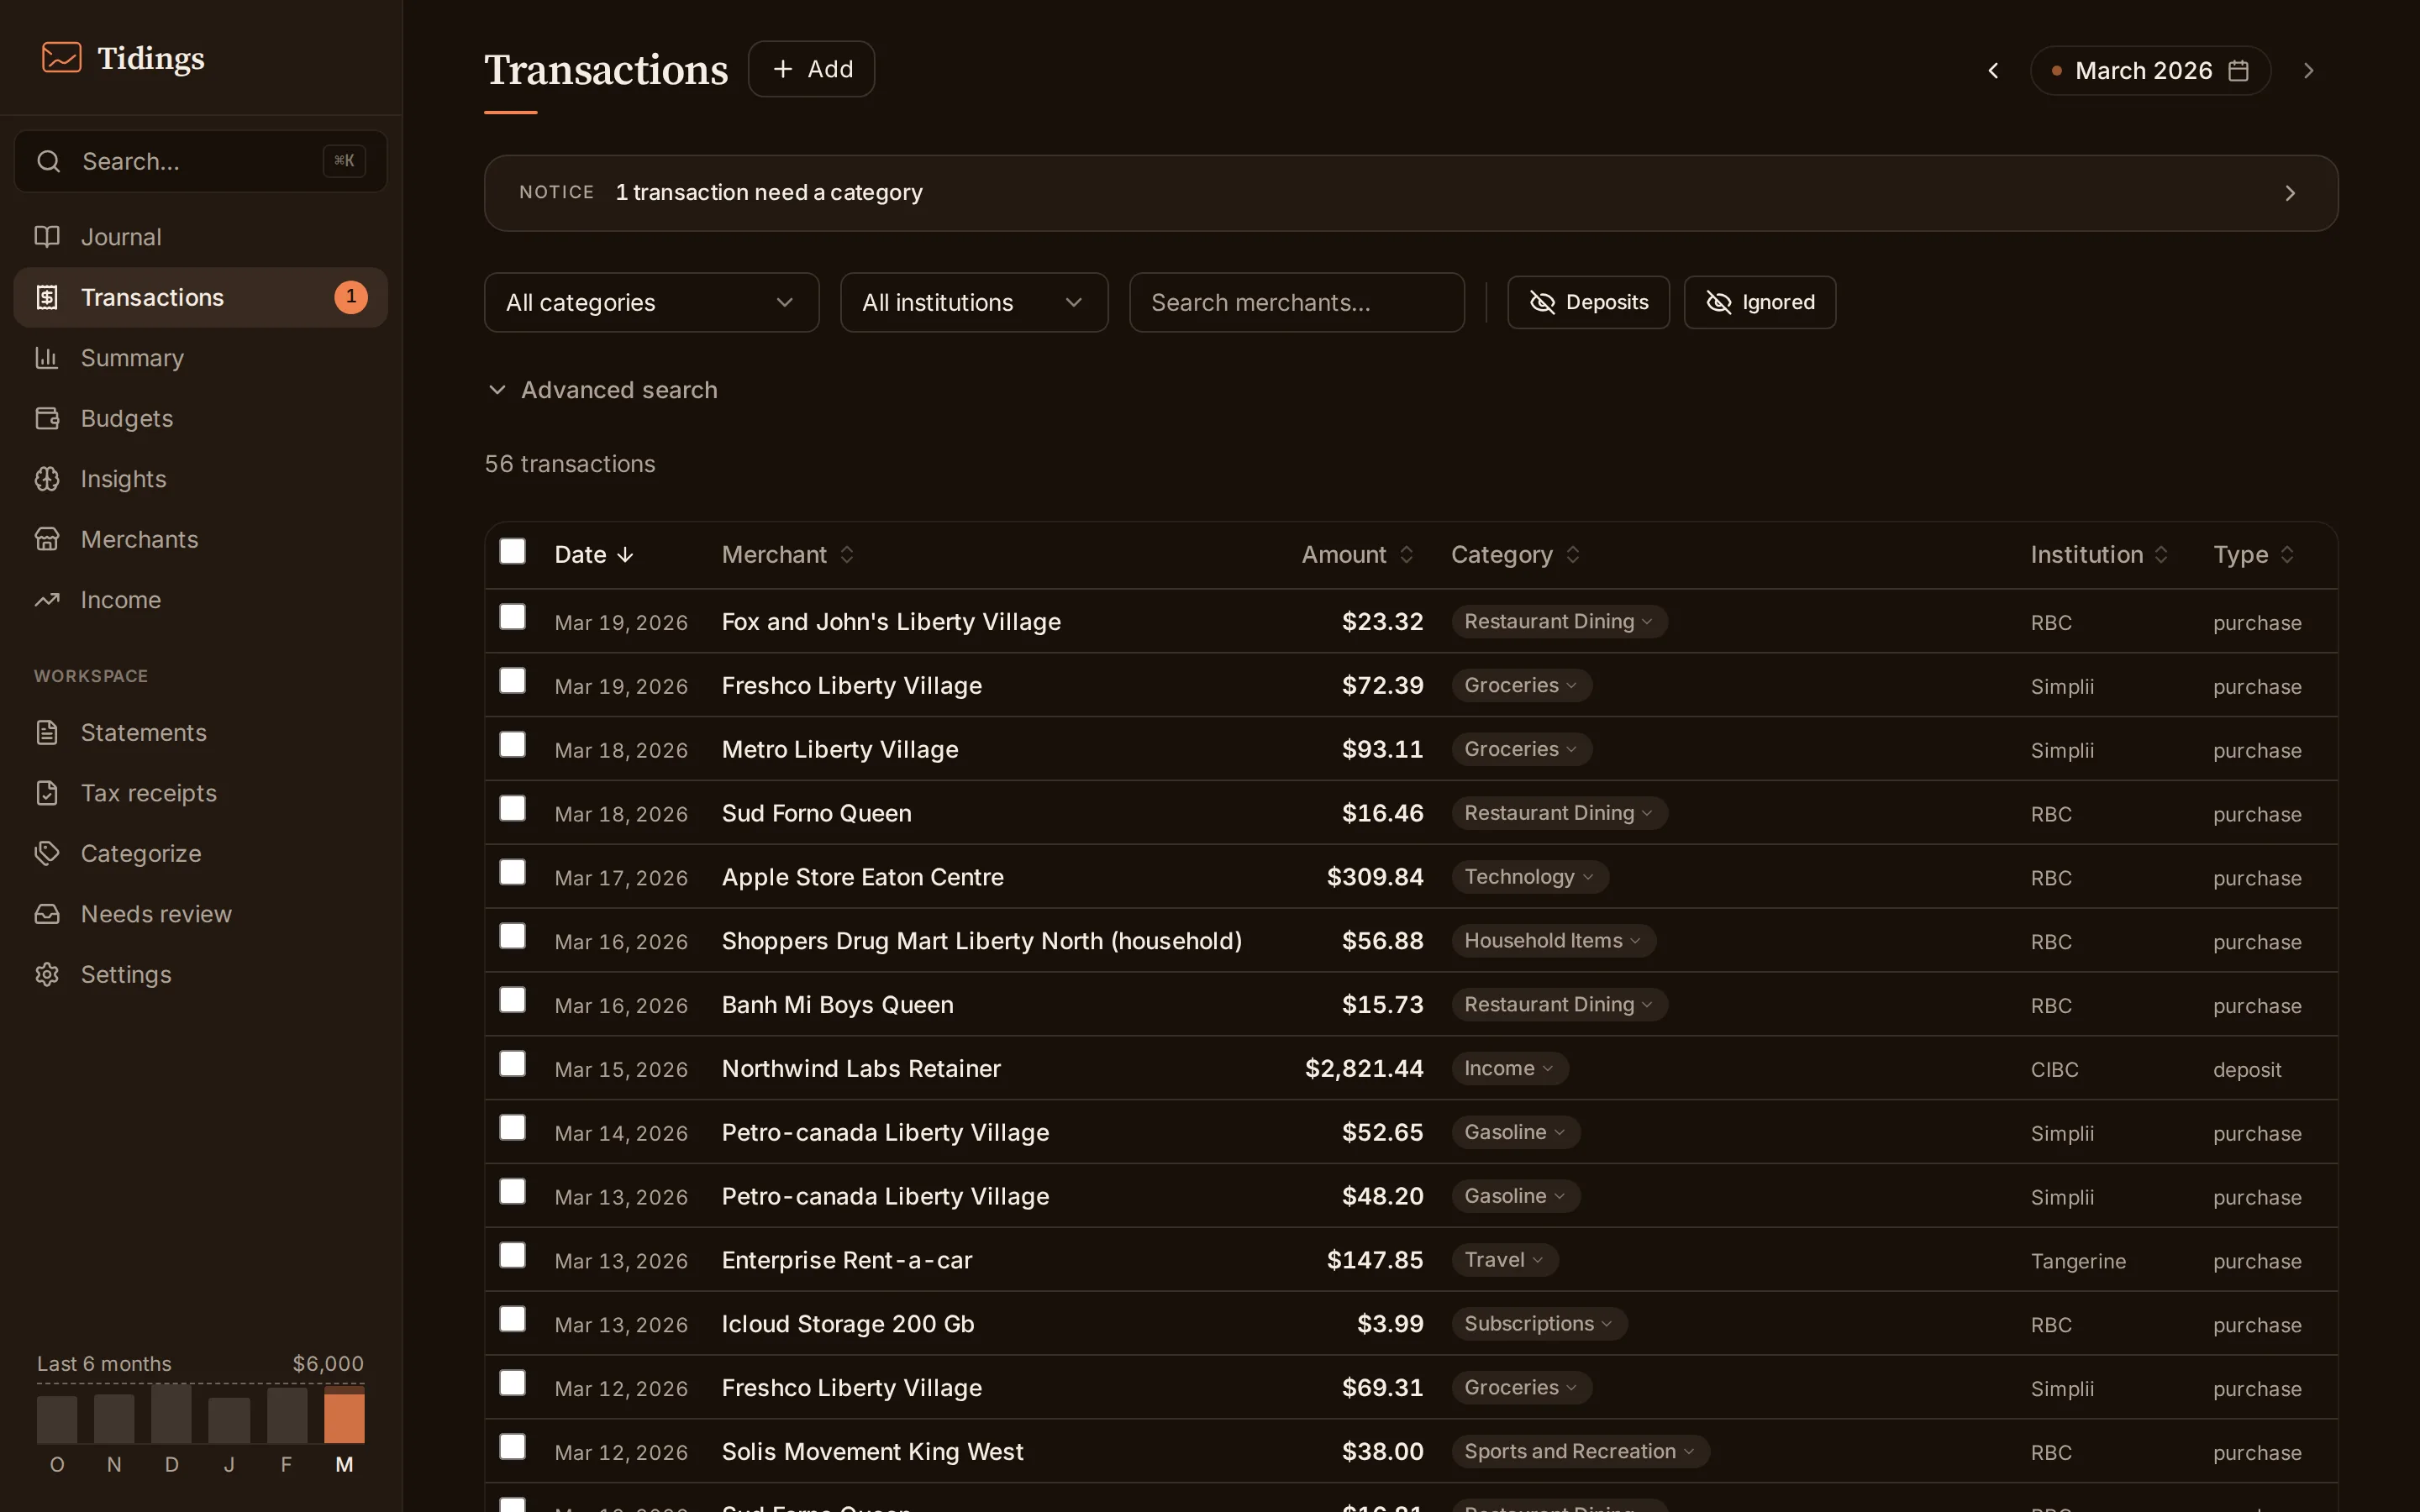 Tidings
Search...
⌘K
Journal
Transactions
1
Summary
Budgets
Insights
Merchants
Income
WORKSPACE
Statements
Tax receipts
Categorize
Needs review
Settings
Last 6 months $6,000
O N D J F M
Transactions
+ Add
March 2026
NOTICE 1 transaction need a category
All categories All institutions Search merchants... Deposits Ignored
Advanced search
56 transactions
Date Merchant Amount Category Institution Type
Mar 19, 2026 Fox and John's Liberty Village $23.32 Restaurant Dining RBC purchase
Mar 19, 2026 Freshco Liberty Village $72.39 Groceries Simplii purchase
Mar 18, 2026 Metro Liberty Village $93.11 Groceries Simplii purchase
Mar 18, 2026 Sud Forno Queen $16.46 Restaurant Dining RBC purchase
Mar 17, 2026 Apple Store Eaton Centre $309.84 Technology RBC purchase
Mar 16, 2026 Shoppers Drug Mart Liberty North (household) $56.88 Household Items RBC purchase
Mar 16, 2026 Banh Mi Boys Queen $15.73 Restaurant Dining RBC purchase
Mar 15, 2026 Northwind Labs Retainer $2,821.44 Income CIBC deposit
Mar 14, 2026 Petro-canada Liberty Village $52.65 Gasoline Simplii purchase
Mar 13, 2026 Petro-canada Liberty Village $48.20 Gasoline Simplii purchase
Mar 13, 2026 Enterprise Rent-a-car $147.85 Travel Tangerine purchase
Mar 13, 2026 Icloud Storage 200 Gb $3.99 Subscriptions RBC purchase
Mar 12, 2026 Freshco Liberty Village $69.31 Groceries Simplii purchase
Mar 12, 2026 Solis Movement King West $38.00 Sports and Recreation RBC purchase